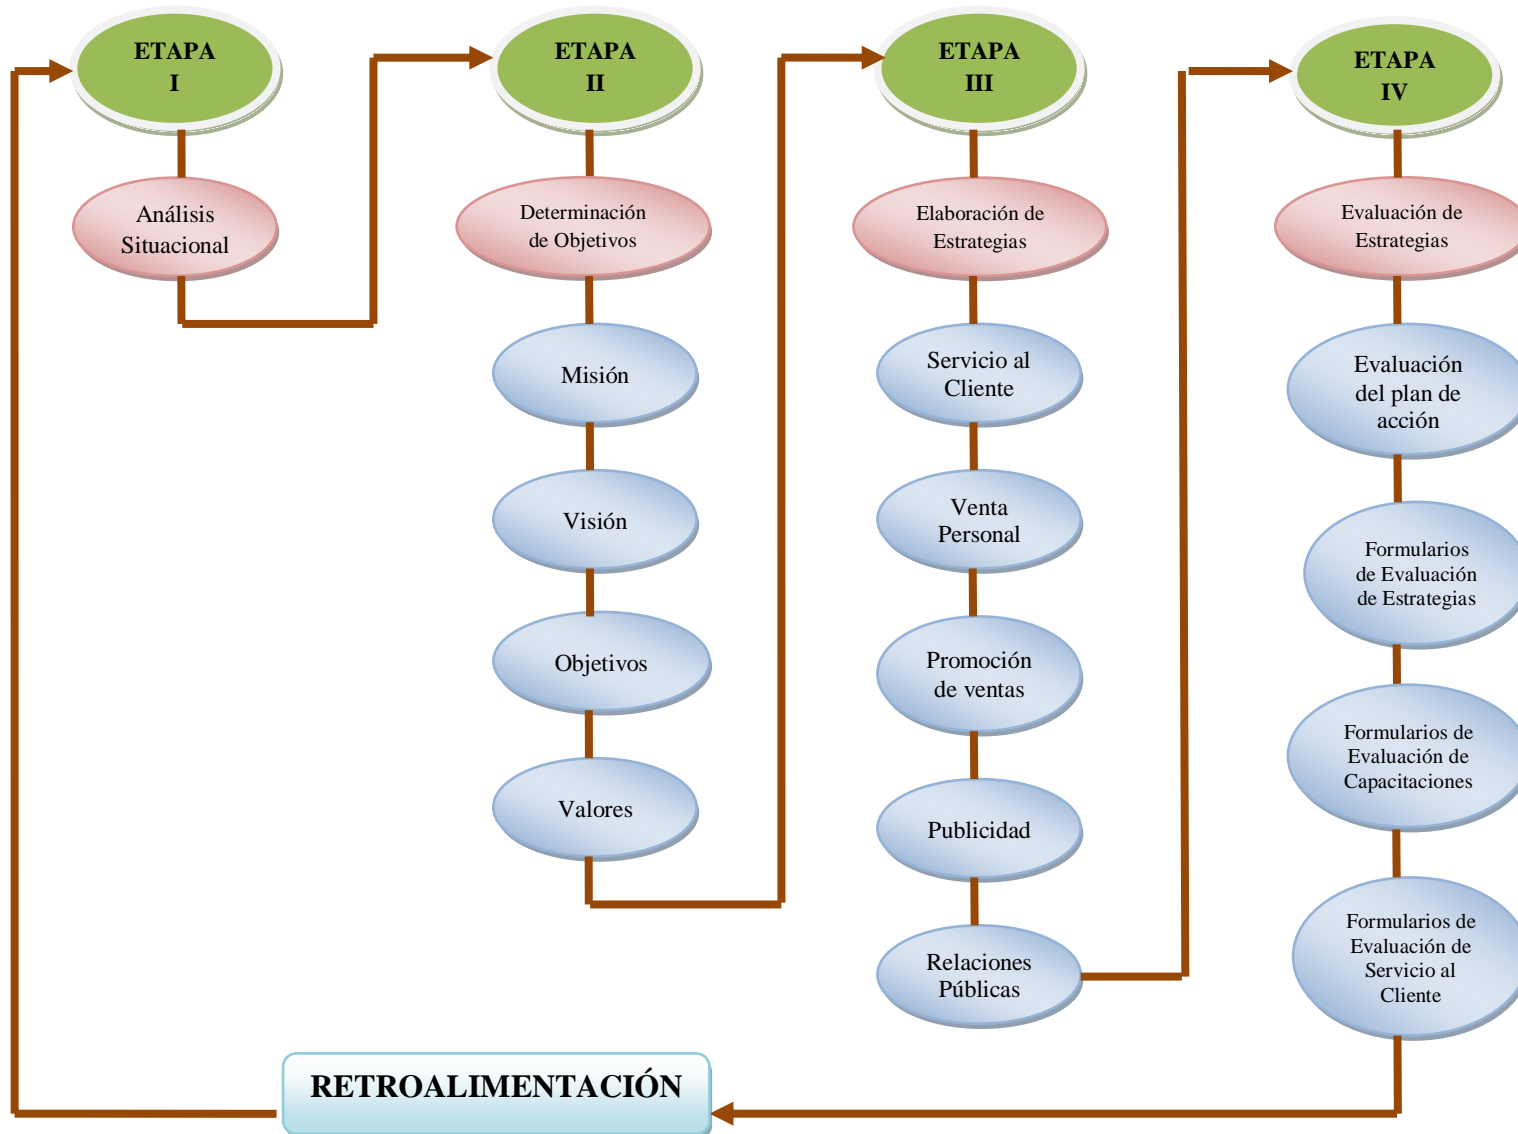 ETAPA
I
Análisis
Situacional
ETAPA
II
Determinación
de Objetivos
Misión
Visión
Objetivos
Valores
ETAPA
III
Elaboración de
Estrategias
Servicio al
Cliente
Venta
Personal
Promoción
de ventas
Publicidad
Relaciones
Públicas
ETAPA
IV
Evaluación de
Estrategias
Evaluación
del plan de
acción
Formularios
de Evaluación
de Estrategias
Formularios de
Evaluación de
Capacitaciones
Formularios de
Evaluación de
Servicio al
Cliente
RETROALIMENTACIÓN